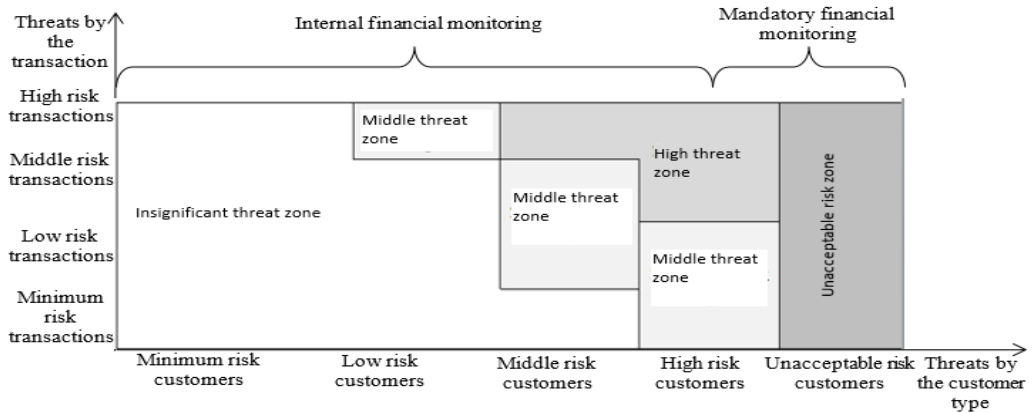 Threats by
the
transaction
Internal financial monitoring
Mandatory financial
monitoring
High risk
transactions
Middle risk
transactions
Low risk
transactions
Minimum
risk
transactions
Middle threat
zone
High threat
zone
Middle threat
zone
Insignificant threat zone
Middle threat
zone
Unacceptable risk zone
Minimum risk
customers
Low risk
customers
Middle risk
customers
High risk
customers
Unacceptable risk
customers
Threats by
the customer
type